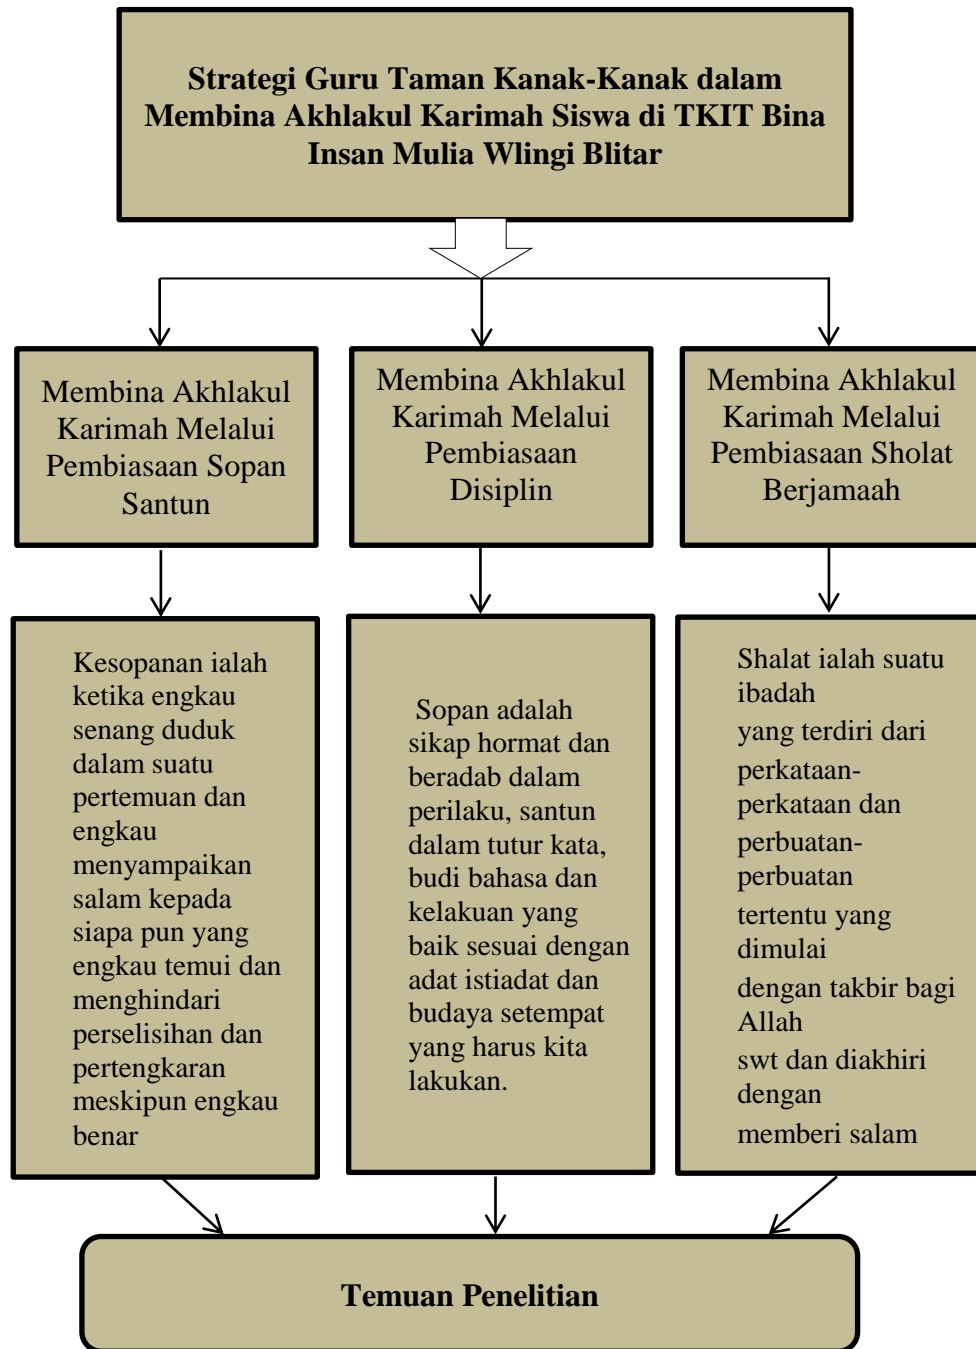 Strategi Guru Taman Kanak-Kanak dalam
Membina Akhlakul Karimah Siswa di TKIT Bina
Insan Mulia Wlingi Blitar
Membina Akhlakul
Karimah Melalui
Pembiasaan Sopan
Santun
Membina Akhlakul
Karimah Melalui
Pembiasaan
Disiplin
Membina Akhlakul
Karimah Melalui
Pembiasaan Sholat
Berjamaah
Kesopanan ialah
ketika engkau
senang duduk
dalam suatu
pertemuan dan
engkau
menyampaikan
salam kepada
siapa pun yang
engkau temui dan
menghindari
perselisihan dan
pertengkaran
meskipun engkau
benar
Sopan adalah
sikap hormat dan
beradab dalam
perilaku, santun
dalam tutur kata,
budi bahasa dan
kelakuan yang
baik sesuai dengan
adat istiadat dan
budaya setempat
yang harus kita
lakukan.
Shalat ialah suatu
ibadah
yang terdiri dari
perkataan-
perkataan dan
perbuatan-
perbuatan
tertentu yang
dimulai
dengan takbir bagi
Allah
swt dan diakhiri
dengan
memberi salam
Temuan Penelitian